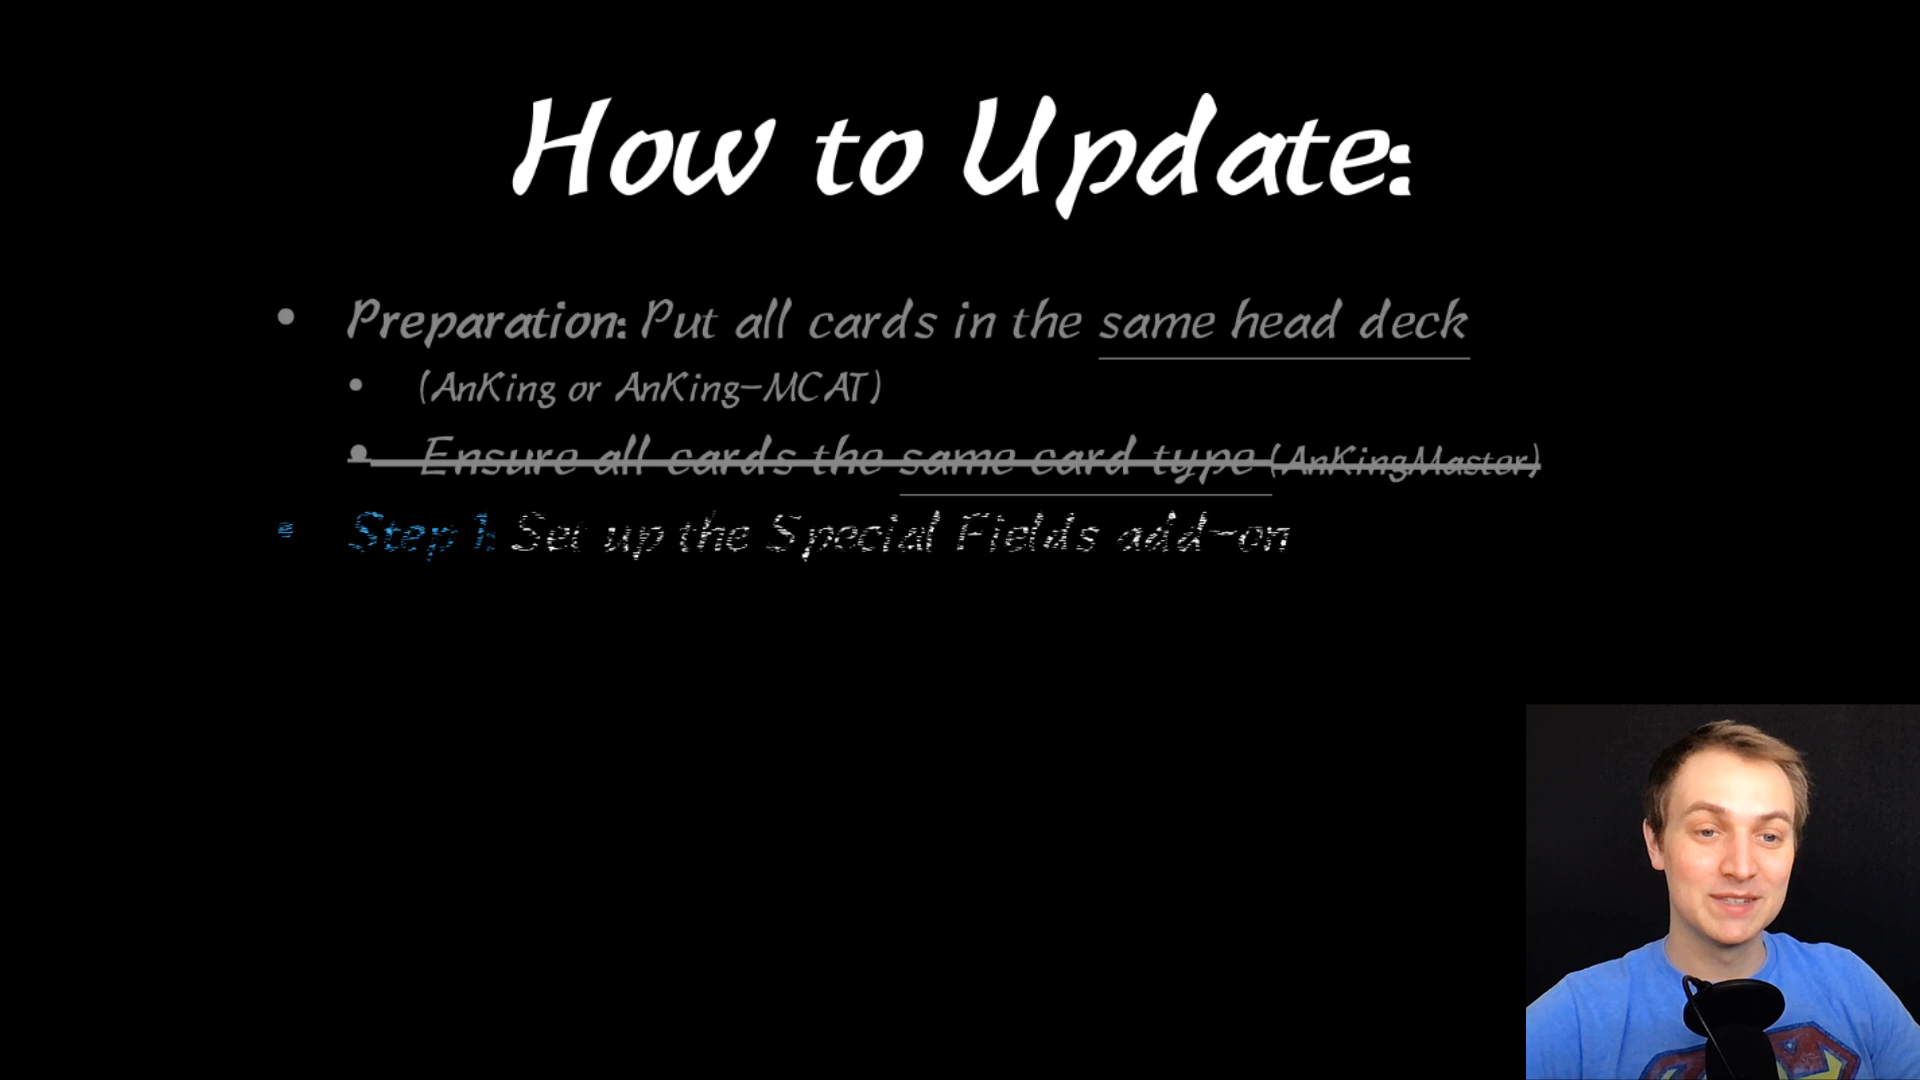 How to Update:
• Preparation: Put all cards in the same head deck
• (AnKing or AnKing-MCAT)
• Ensure all cards the same card type (AnKingMaster)
• Step 1: Set up the Special Fields add-on